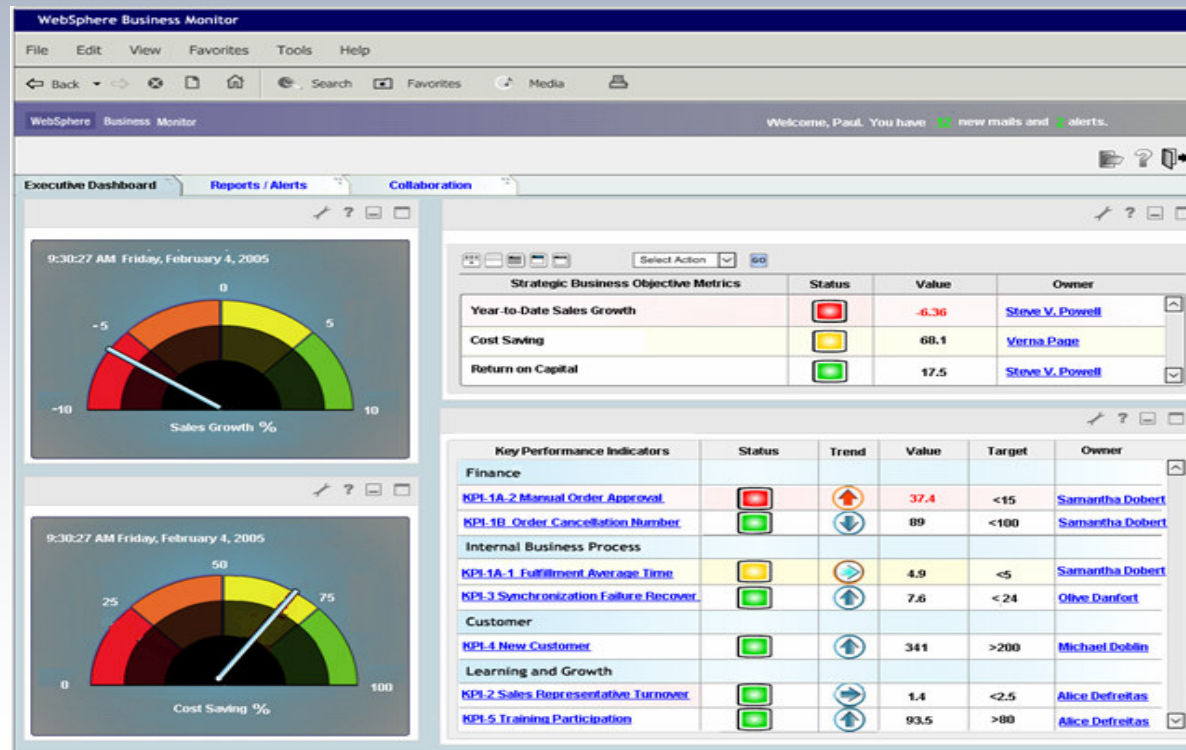 WebSphere Business Monitor
File Edit View Favorites Tools Help
Back Search Favorites Media
WebSphere Business Monitor
Welcome, Paul. You have new mails and 2 alerts.
Executive Dashboard Reports / Alerts Collaboration
9:30:27 AM Friday, February 4, 2005
0
-5 5
-10 10
Sales Growth %
9:30:27 AM Friday, February 4, 2005
50
25 75
0 100
Cost Saving %
Select Action GO
Strategic Business Objective Metrics Status Value Owner
Year-to-Date Sales Growth -6.36 Steve V. Powell
Cost Saving 68.1 Verna Page
Return on Capital 17.5 Steve V. Powell
Key Performance Indicators Status Trend Value Target Owner
Finance
KPI-1A-2 Manual Order Approval 37.4 <15 Samantha Dobert
KPI-1B Order Cancellation Number 89 <100 Samantha Dobert
Internal Business Process
KPI-1A-1 Fulfillment Average Time 4.9 <5 Samantha Dobert
KPI-3 Synchronization Failure Recover 7.6 < 24 Olive Danfort
Customer
KPI-4 New Customer 341 >200 Michael Doblin
Learning and Growth
KPI-2 Sales Representative Turnover 1.4 <2.5 Alice Defreitas
KPI-5 Training Participation 93.5 >80 Alice Defreitas